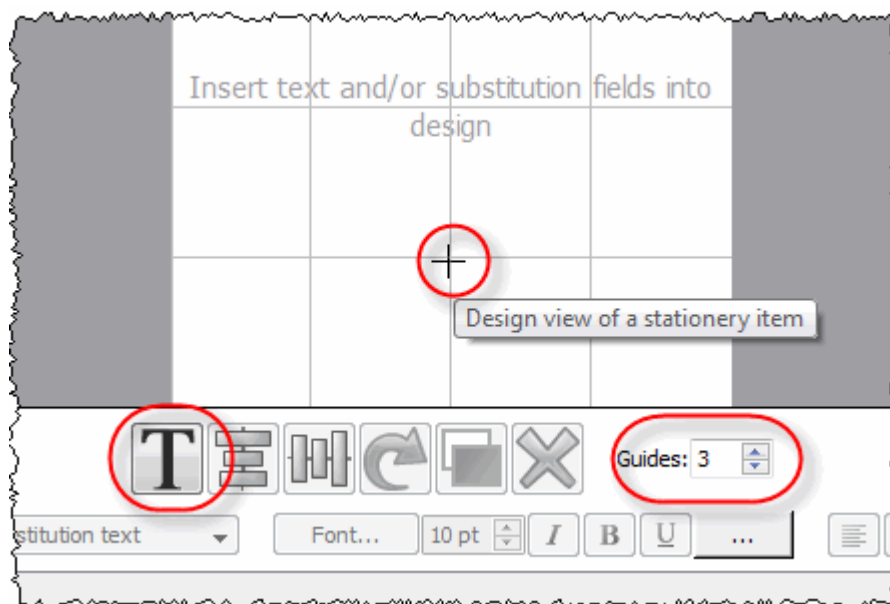 Insert text and/or substitution fields into
design
Design view of a stationery item
T
Guides: 3
stitution text
Font... 10 pt I B U ...